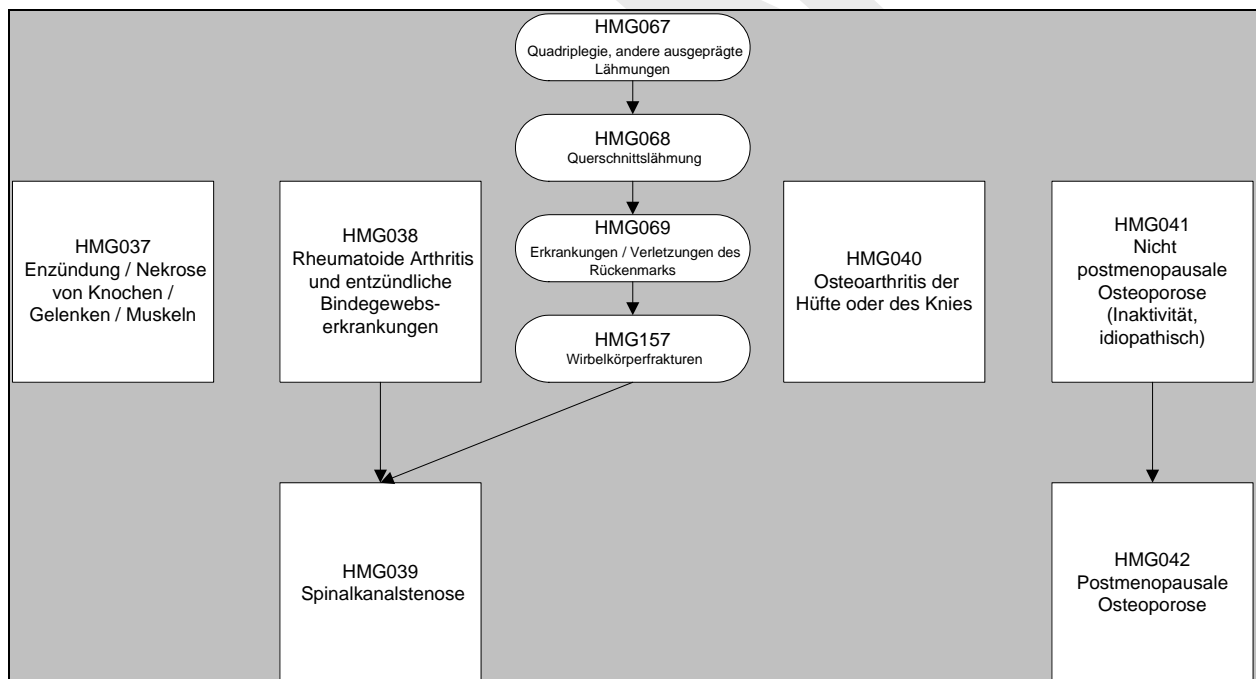 HMG067
Quadriplegie, andere ausgeprägte
Lähmungen
HMG068
Querschnittslähmung
HMG037
Enzündung / Nekrose
von Knochen /
Gelenken / Muskeln
HMG038
Rheumatoide Arthritis
und entzündliche
Bindegewebs-
erkrankungen
HMG069
Erkrankungen / Verletzungen des
Rückenmarks
HMG157
Wirbelkörperfrakturen
HMG040
Osteoarthritis der
Hüfte oder des Knies
HMG041
Nicht
postmenopausale
Osteoporose
(Inaktivität,
idiopathisch)
HMG039
Spinalkanalstenose
HMG042
Postmenopausale
Osteoporose